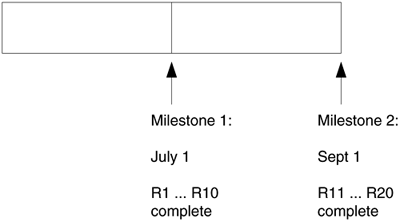 Milestone 1:
July 1
R1 ... R10
complete
Milestone 2:
Sept 1
R11 ... R20
complete